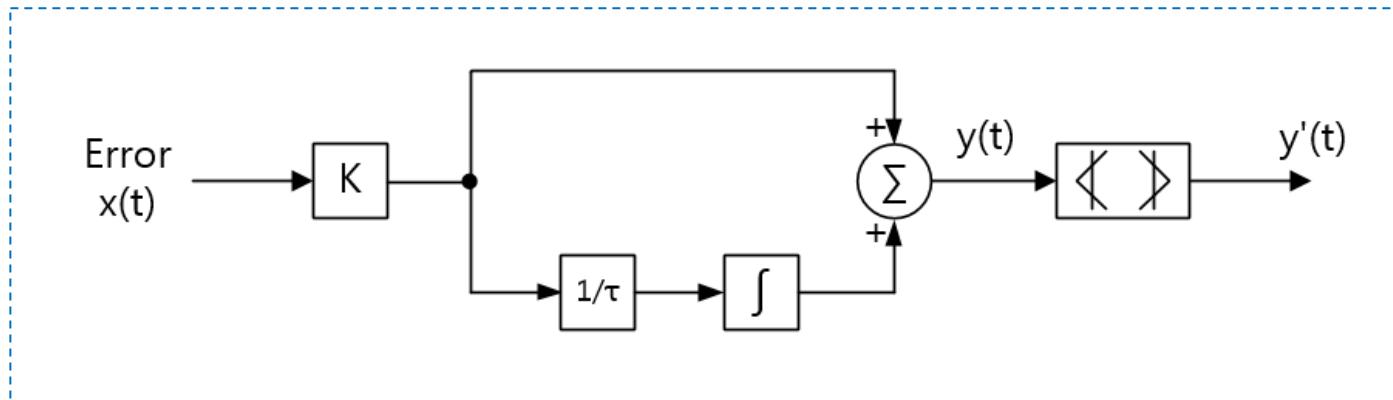 Error
x(t)
K
+
∑
+
y(t)
y'(t)
1/τ
∫